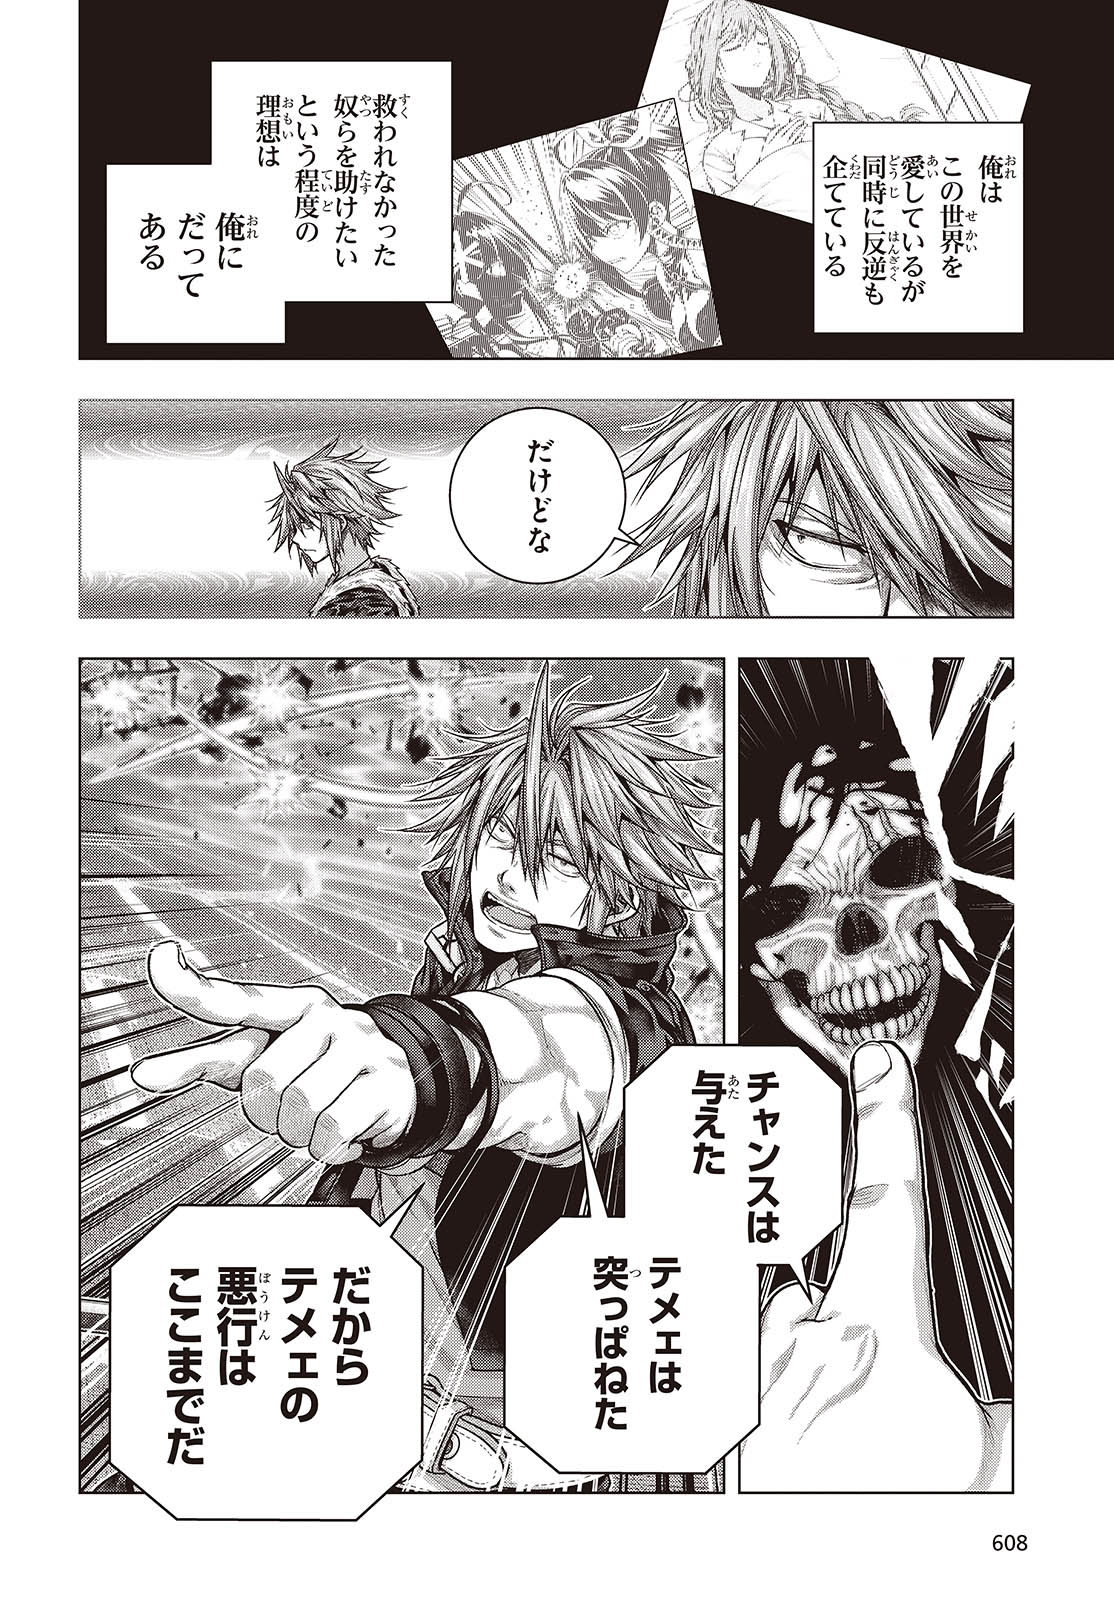 俺は
この世界を
愛しているが
同時に反逆も
企てている
救われなかった
奴らを助けたい
という程度の
理想は
俺に
だって
ある
だけどな
チャンスは
与えた
テメェは
突っぱねた
だから
テメェの
悪行は
ここまでだ
608